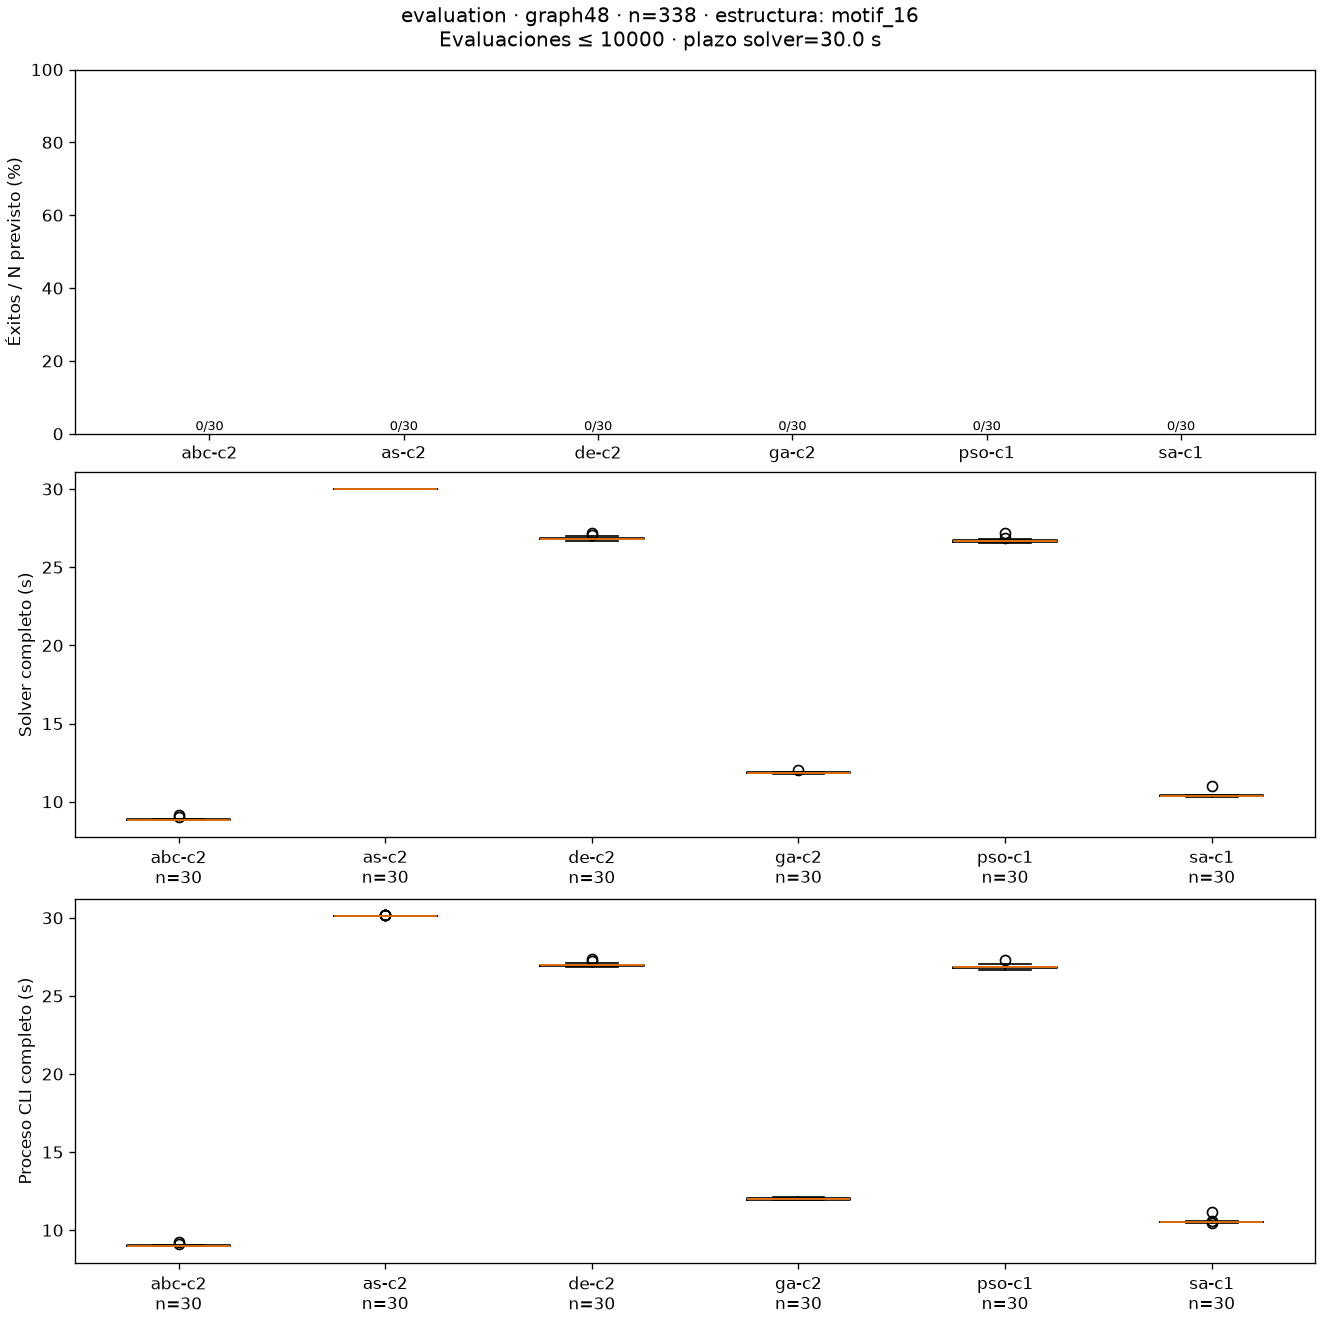 evaluation · graph48 · n=338 · estructura: motif_16
Evaluaciones ≤ 10000 · plazo solver=30.0 s
Éxitos / N previsto (%)
100
80
60
40
20
0
0/30 0/30 0/30 0/30 0/30 0/30
abc-c2 as-c2 de-c2 ga-c2 pso-c1 sa-c1
Solver completo (s)
30
25
20
15
10
abc-c2 as-c2 de-c2 ga-c2 pso-c1 sa-c1
n=30 n=30 n=30 n=30 n=30 n=30
Proceso CLI completo (s)
30
25
20
15
10
abc-c2 as-c2 de-c2 ga-c2 pso-c1 sa-c1
n=30 n=30 n=30 n=30 n=30 n=30